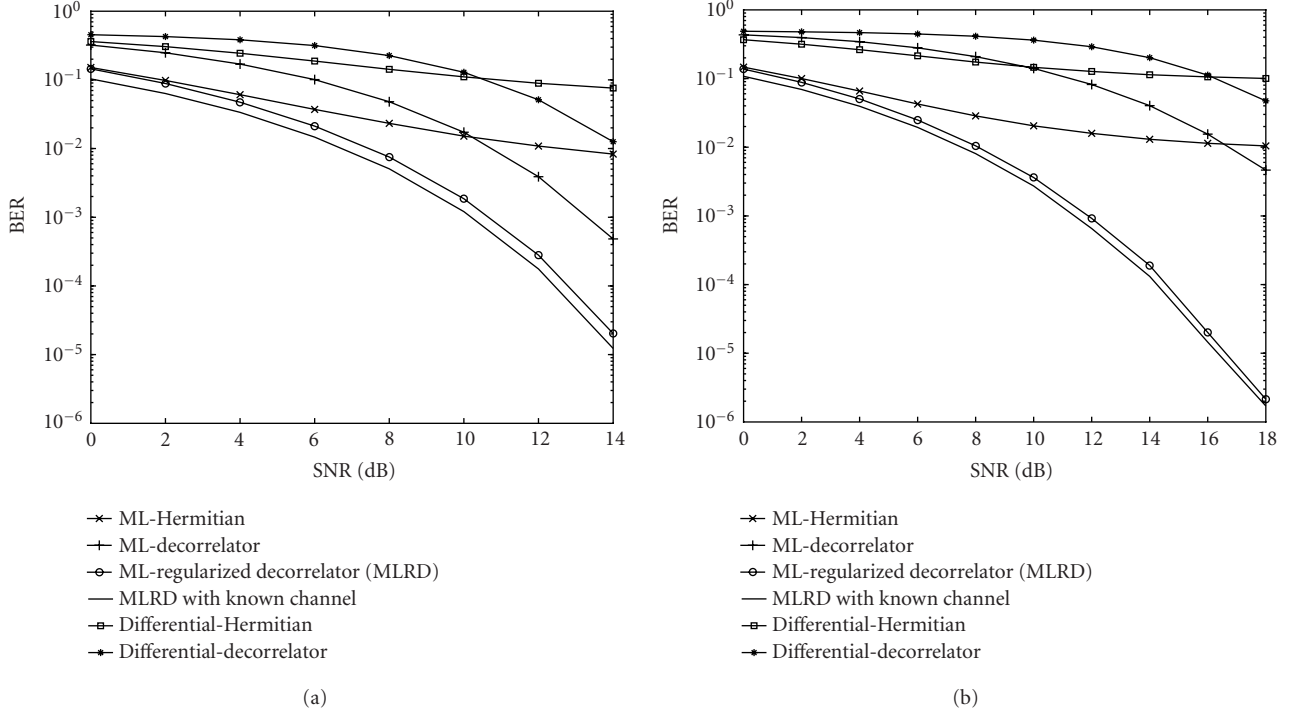 10^0
10^−1
10^−2
10^−3
10^−4
10^−5
10^−6
BER
0 2 4 6 8 10 12 14
SNR (dB)
ML-Hermitian
ML-decorrelator
ML-regularized decorrelator (MLRD)
MLRD with known channel
Differential-Hermitian
Differential-decorrelator
(a)
10^0
10^−1
10^−2
10^−3
10^−4
10^−5
10^−6
BER
0 2 4 6 8 10 12 14 16 18
SNR (dB)
ML-Hermitian
ML-decorrelator
ML-regularized decorrelator (MLRD)
MLRD with known channel
Differential-Hermitian
Differential-decorrelator
(b)